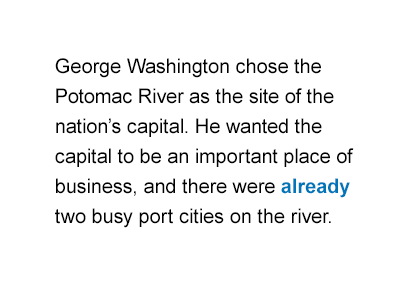 George Washington chose the
Potomac River as the site of the
nation’s capital. He wanted the
capital to be an important place of
business, and there were already
two busy port cities on the river.